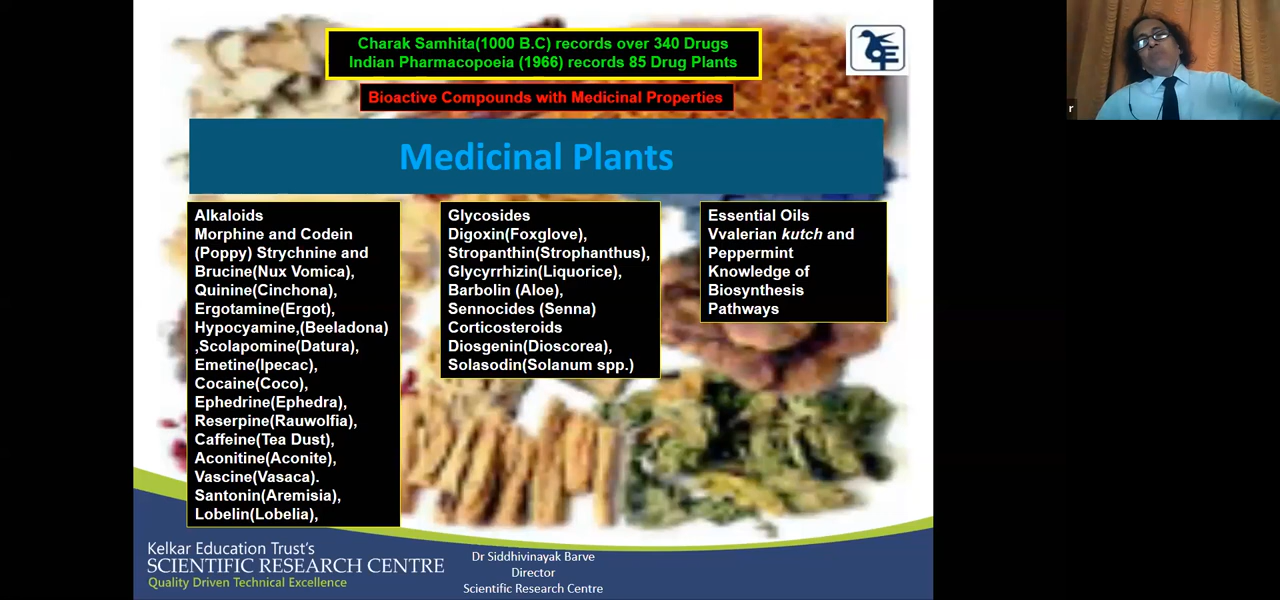 Charak Samhita(1000 B.C) records over 340 Drugs
Indian Pharmacopoeia (1966) records 85 Drug Plants
Bioactive Compounds with Medicinal Properties
Medicinal Plants
Alkaloids
Morphine and Codein
(Poppy) Strychnine and
Brucine(Nux Vomica),
Quinine(Cinchona),
Ergotamine(Ergot),
Hypocyamine,(Beeladona)
,Scolapomine(Datura),
Emetine(Ipecac),
Cocaine(Coco),
Ephedrine(Ephedra),
Reserpine(Rauwolfia),
Caffeine(Tea Dust),
Aconitine(Aconite),
Vascine(Vasaca).
Santonin(Aremisia),
Lobelin(Lobelia),
Glycosides
Digoxin(Foxglove),
Stropanthin(Strophanthus),
Glycyrrhizin(Liquorice),
Barbolin (Aloe),
Sennocides (Senna)
Corticosteroids
Diosgenin(Dioscorea),
Solasodin(Solanum spp.)
Essential Oils
Vvalerian kutch and
Peppermint
Knowledge of
Biosynthesis
Pathways
Kelkar Education Trust's
SCIENTIFIC RESEARCH CENTRE
Quality Driven Technical Excellence
Dr Siddhivinayak Barve
Director
Scientific Research Centre
r